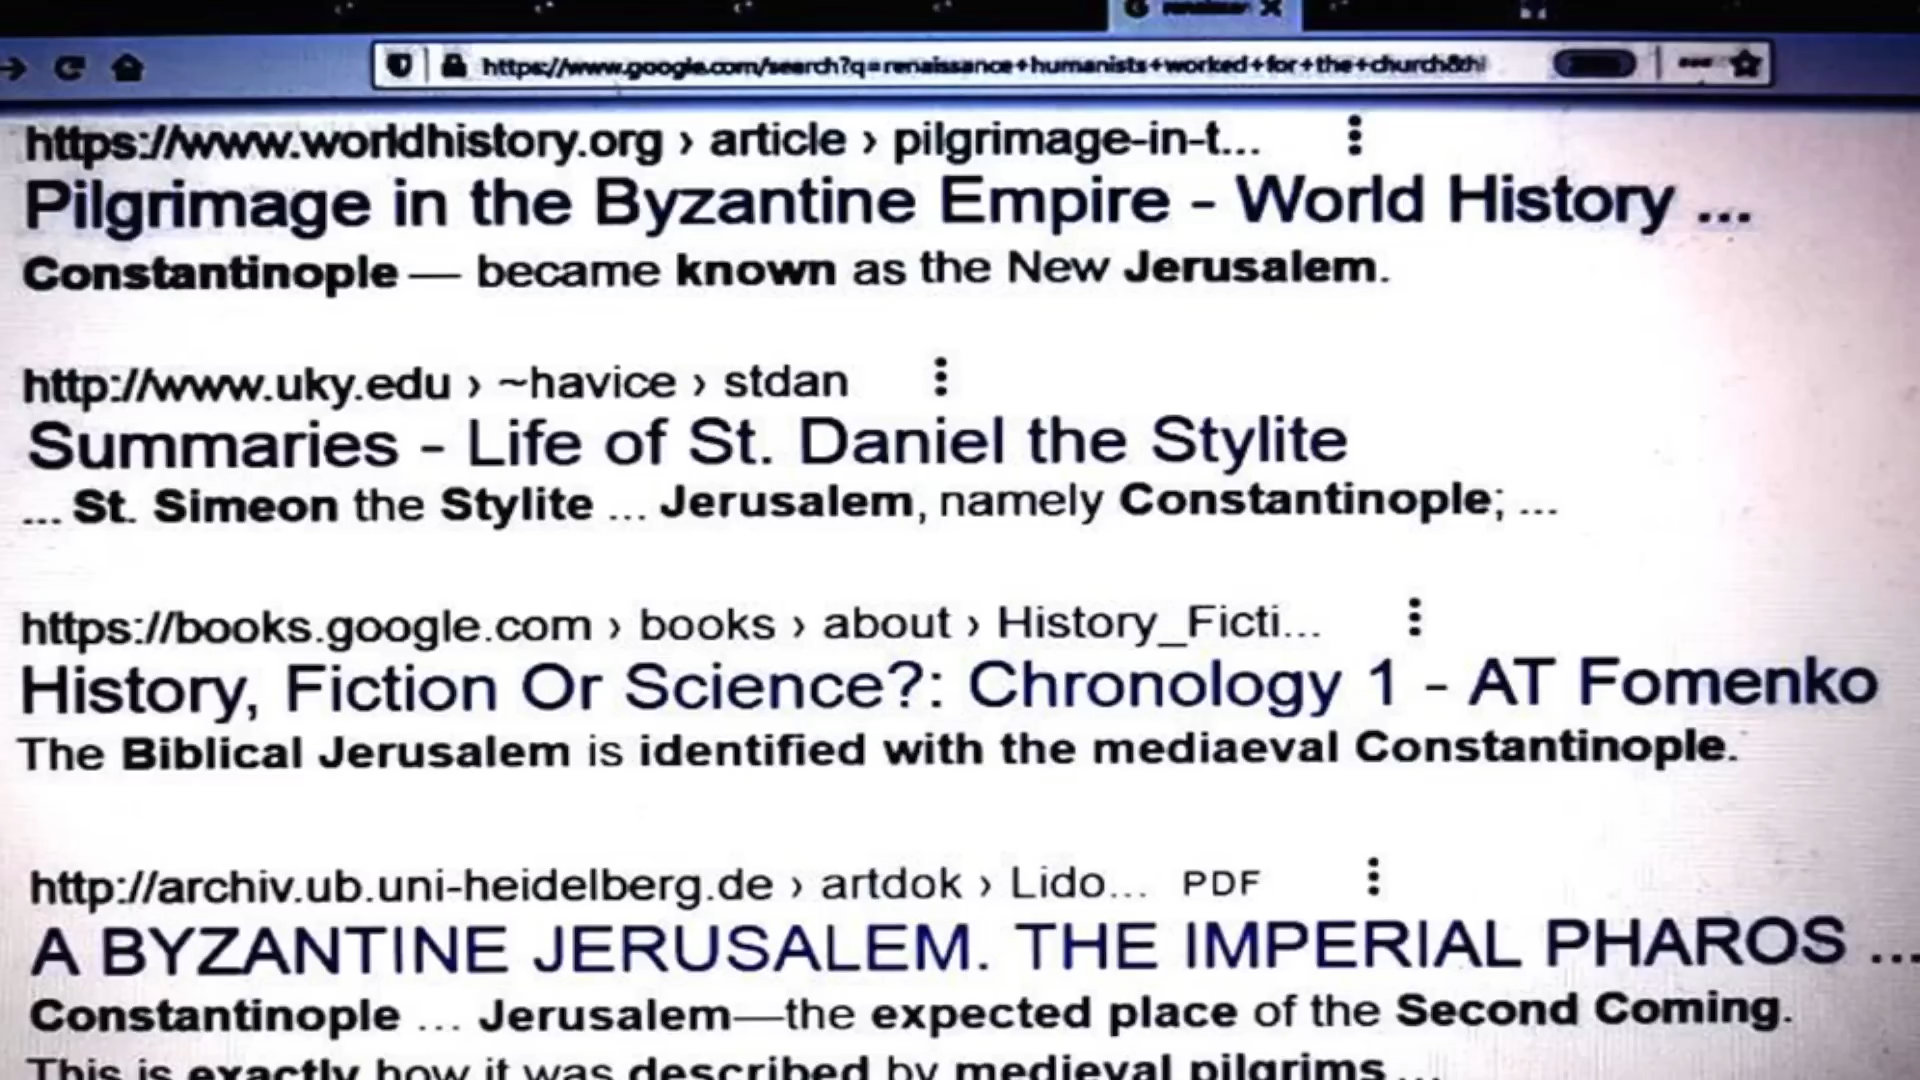 https://www.google.com/search?q=renaissance+humanists+worked+for+the+church&thi
https://www.worldhistory.org › article › pilgrimage-in-t...
Pilgrimage in the Byzantine Empire - World History ...
Constantinople — became known as the New Jerusalem.
http://www.uky.edu › ~havice › stdan
Summaries - Life of St. Daniel the Stylite
... St. Simeon the Stylite ... Jerusalem, namely Constantinople; ...
https://books.google.com › books › about › History_Ficti...
History, Fiction Or Science?: Chronology 1 - AT Fomenko
The Biblical Jerusalem is identified with the mediaeval Constantinople.
http://archiv.ub.uni-heidelberg.de › artdok › Lido... PDF
A BYZANTINE JERUSALEM. THE IMPERIAL PHAROS ...
Constantinople ... Jerusalem—the expected place of the Second Coming.
This is exactly how it was described by medieval pilgrims ...